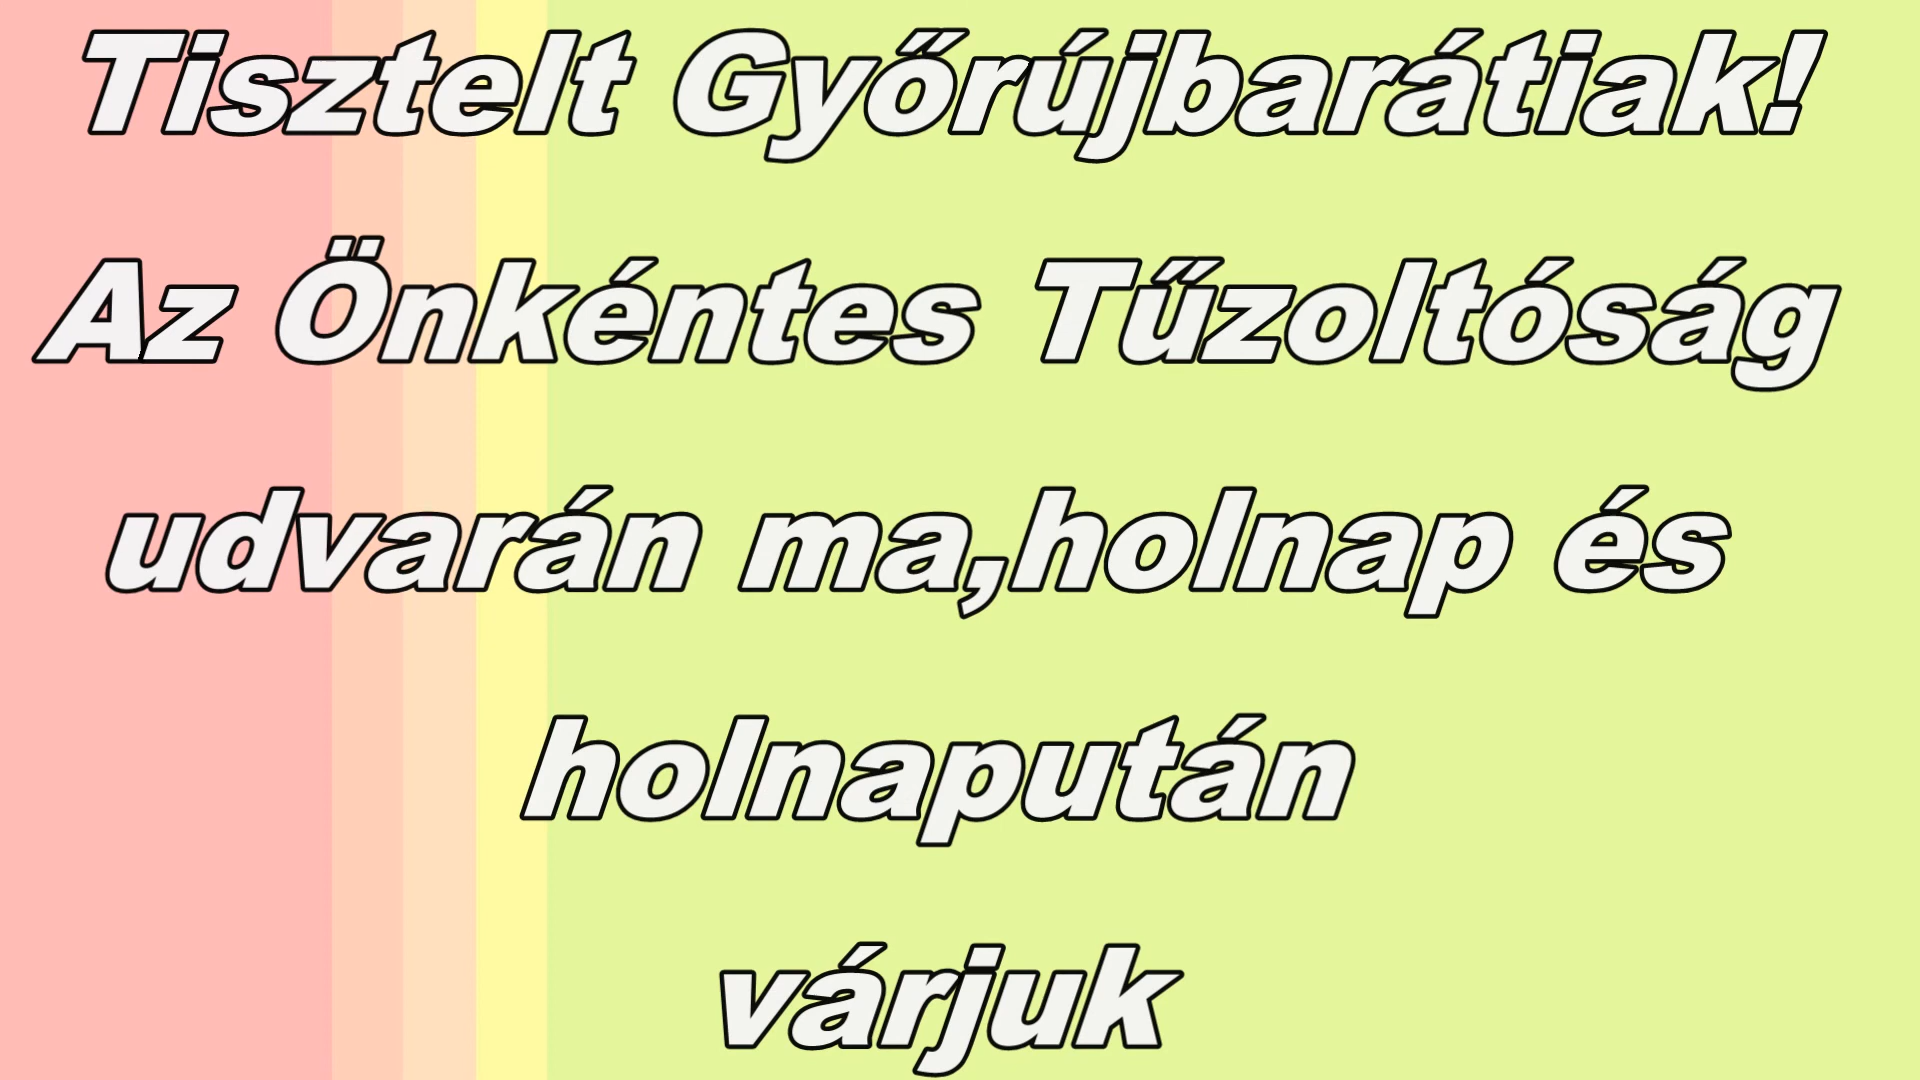 Tisztelt Győrújbarátiak!
Az Önkéntes Tűzoltóság
udvarán ma,holnap és
holnapután
várjuk